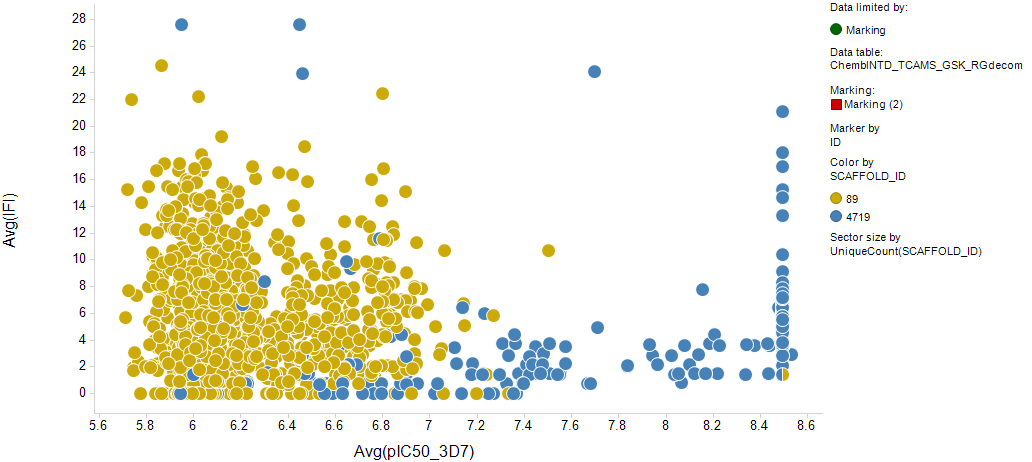 28
26
24
22
20
18
16
14
12
10
8
6
4
2
0
Avg(IFI)
5.6 5.8 6 6.2 6.4 6.6 6.8 7 7.2 7.4 7.6 7.8 8 8.2 8.4 8.6
Avg(pIC50_3D7)
Data limited by:
Marking
Data table:
ChemblNTD_TCAMS_GSK_RGdecom
Marking:
Marking (2)
Marker by
ID
Color by
SCAFFOLD_ID
89
4719
Sector size by
UniqueCount(SCAFFOLD_ID)